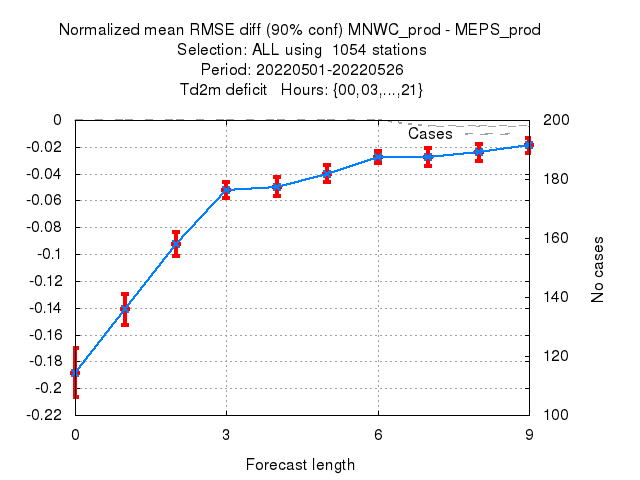 Normalized mean RMSE diff (90% conf) MNWC_prod - MEPS_prod
Selection: ALL using  1054 stations
Period: 20220501-20220526
Td2m deficit   Hours: {00,03,...,21}
Cases
0
-0.02
-0.04
-0.06
-0.08
-0.1
-0.12
-0.14
-0.16
-0.18
-0.2
-0.22
200
180
160
140
120
100
No cases
0 3 6 9
Forecast length